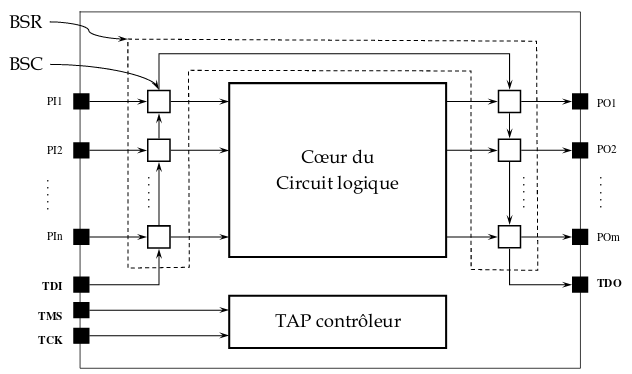 BSR
BSC
PI1
PO1
PI2
PO2
Cœur du
Circuit logique
PIn
POm
TDI
TDO
TMS
TAP contrôleur
TCK